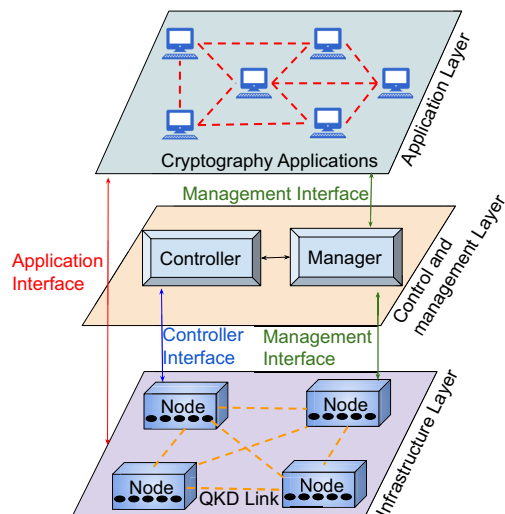 Cryptography Applications
Application Layer
Management Interface
Controller
Manager
Control and
management Layer
Application
Interface
Controller
Interface
Management
Interface
Node
Node
Node
Node
QKD Link
Infrastructure Layer